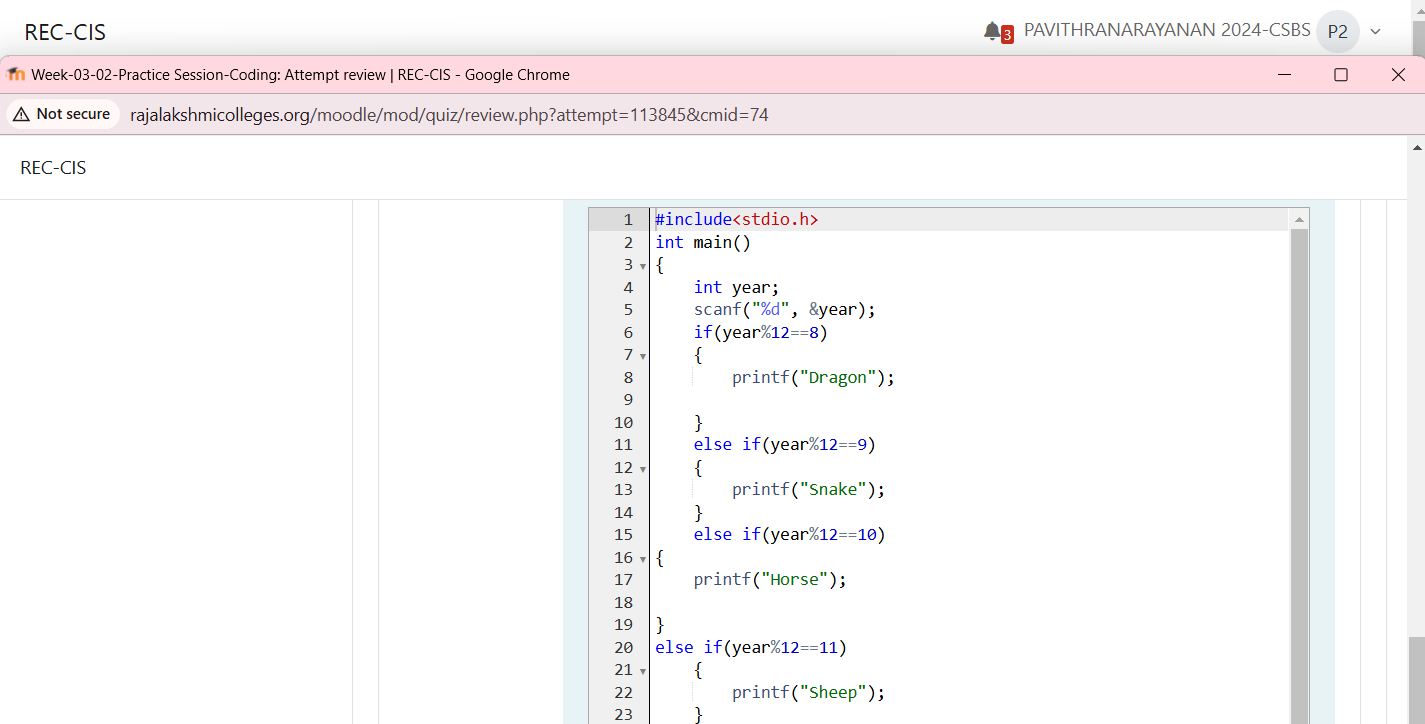 REC-CIS
3 PAVITHRANARAYANAN 2024-CSBS P2
Week-03-02-Practice Session-Coding: Attempt review | REC-CIS - Google Chrome
Not secure rajalakshmicolleges.org/moodle/mod/quiz/review.php?attempt=113845&cmid=74
REC-CIS
1 #include<stdio.h>
2 int main()
3 {
4     int year;
5     scanf("%d", &year);
6     if(year%12==8)
7     {
8         printf("Dragon");
9
10     }
11     else if(year%12==9)
12     {
13         printf("Snake");
14     }
15     else if(year%12==10)
16 {
17     printf("Horse");
18
19 }
20 else if(year%12==11)
21     {
22         printf("Sheep");
23     }